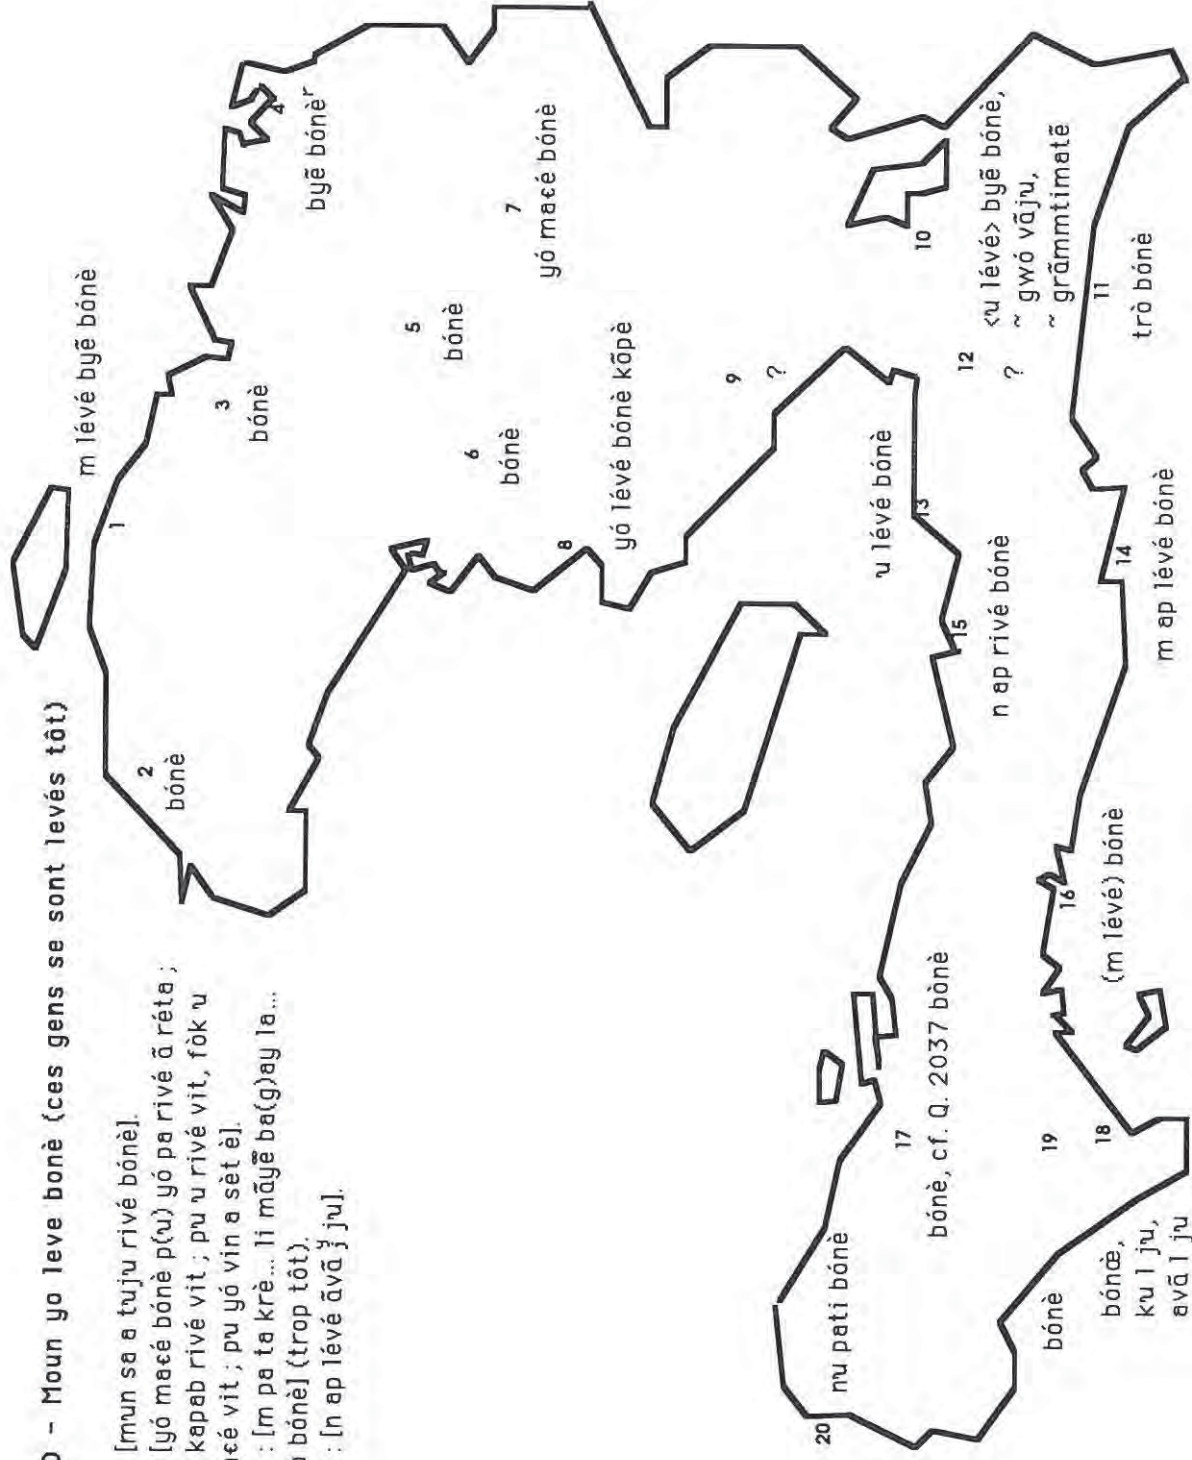 0 - Moun yo leve bonè (ces gens se sont levés tôt)
[mun sa a tuju rivé bónè].
[yó maɛé bónè p(u) yó pa rivé ã réta ;
kapab rivé vit ; pu u rivé vit, fòk u
ɛé vit ; pu yó vin a sèt è].
: [m pa ta krè... li mãyẽ ba(g)ay la...
bónè] (trop tôt).
: [n ap lévé ãvã ju].
1
m lévé byẽ bónè
2
bónè
3
bónè
4
byẽ bónèʳ
5
bónè
6
bónè
7
yó maɛé bónè
8
yó lévé bónè kõpè
9
?
10
11
trò bónè
12
?
<u lévé> byẽ bónè,
~ gwó vãju,
~ grãmmtimatẽ
13
u lévé bónè
14
m ap lévé bónè
15
n ap rivé bónè
16
(m lévé) bónè
17
bónè, cf. Q. 2037 bònè
18
bónœ,
ku l ju,
avã l ju
19
bónè
20
nu pati bónè